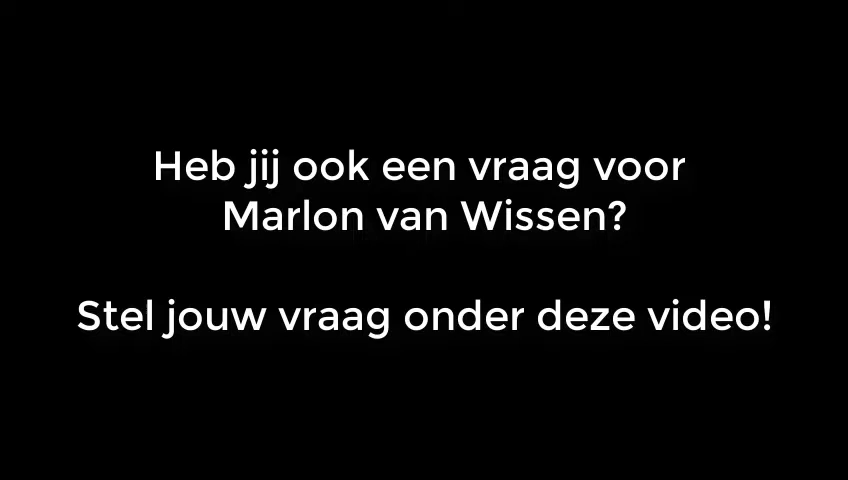 Heb jij ook een vraag voor
Marlon van Wissen?
Stel jouw vraag onder deze video!